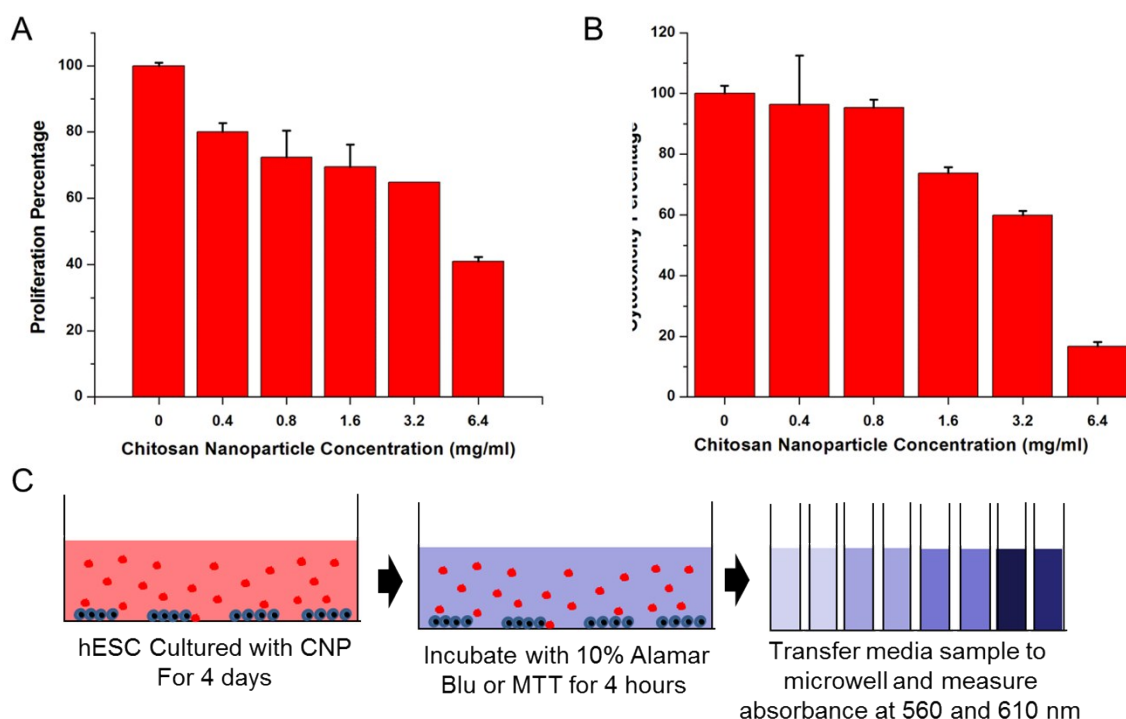 A
Proliferation Percentage
100
80
60
40
20
0
0 0.4 0.8 1.6 3.2 6.4
Chitosan Nanoparticle Concentration (mg/ml)
B
Cytotoxicity Percentage
120
100
80
60
40
20
0
0 0.4 0.8 1.6 3.2 6.4
Chitosan Nanoparticle Concentration (mg/ml)
C
hESC Cultured with CNP
For 4 days
Incubate with 10% Alamar
Blu or MTT for 4 hours
Transfer media sample to
microwell and measure
absorbance at 560 and 610 nm